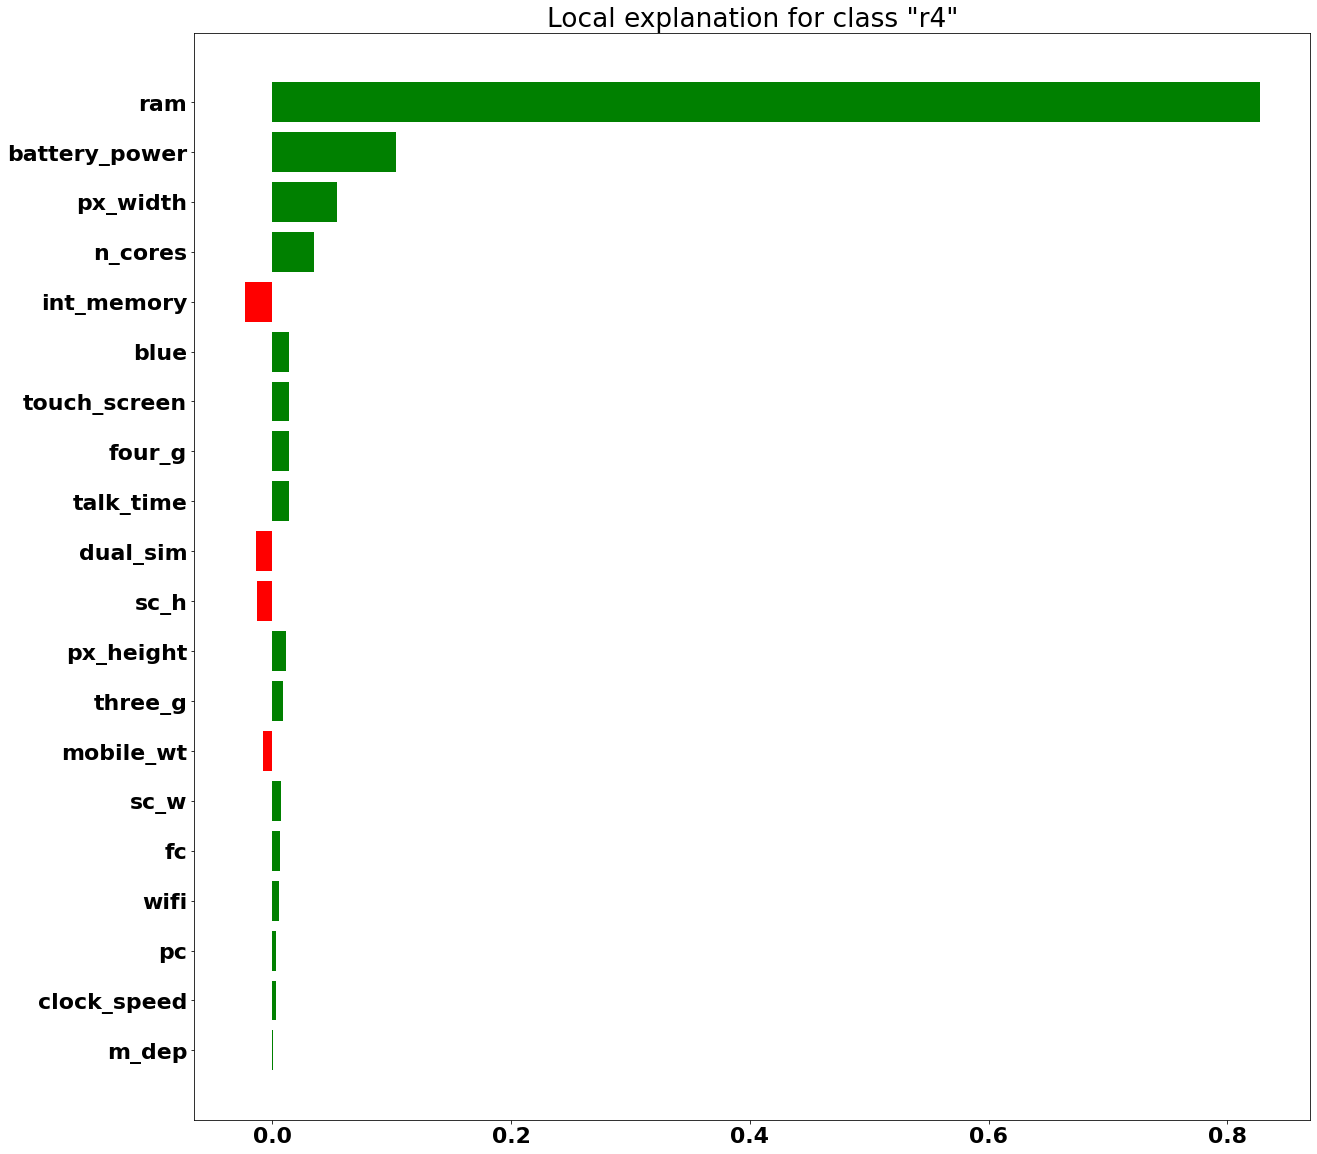 Local explanation for class "r4"
ram
battery_power
px_width
n_cores
int_memory
blue
touch_screen
four_g
talk_time
dual_sim
sc_h
px_height
three_g
mobile_wt
sc_w
fc
wifi
pc
clock_speed
m_dep
0.0 0.2 0.4 0.6 0.8